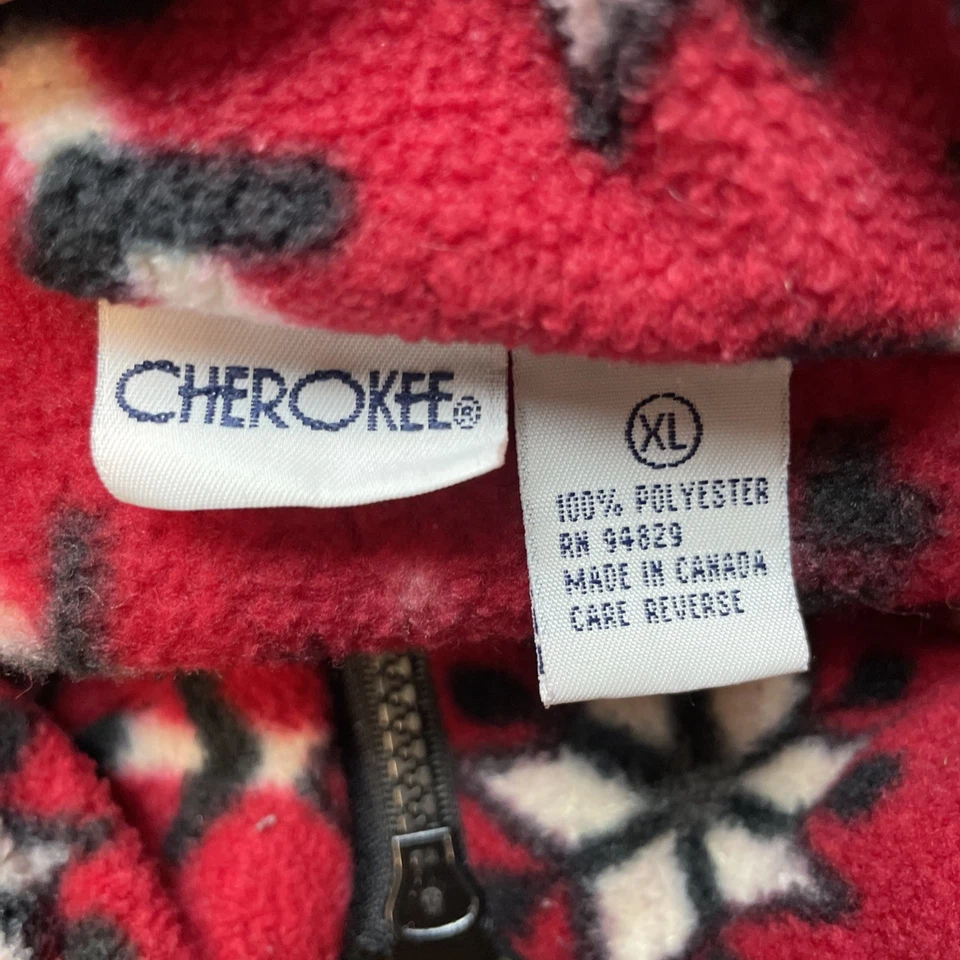 CHEROKEE®
XL
100% POLYESTER
RN 94829
MADE IN CANADA
CARE REVERSE